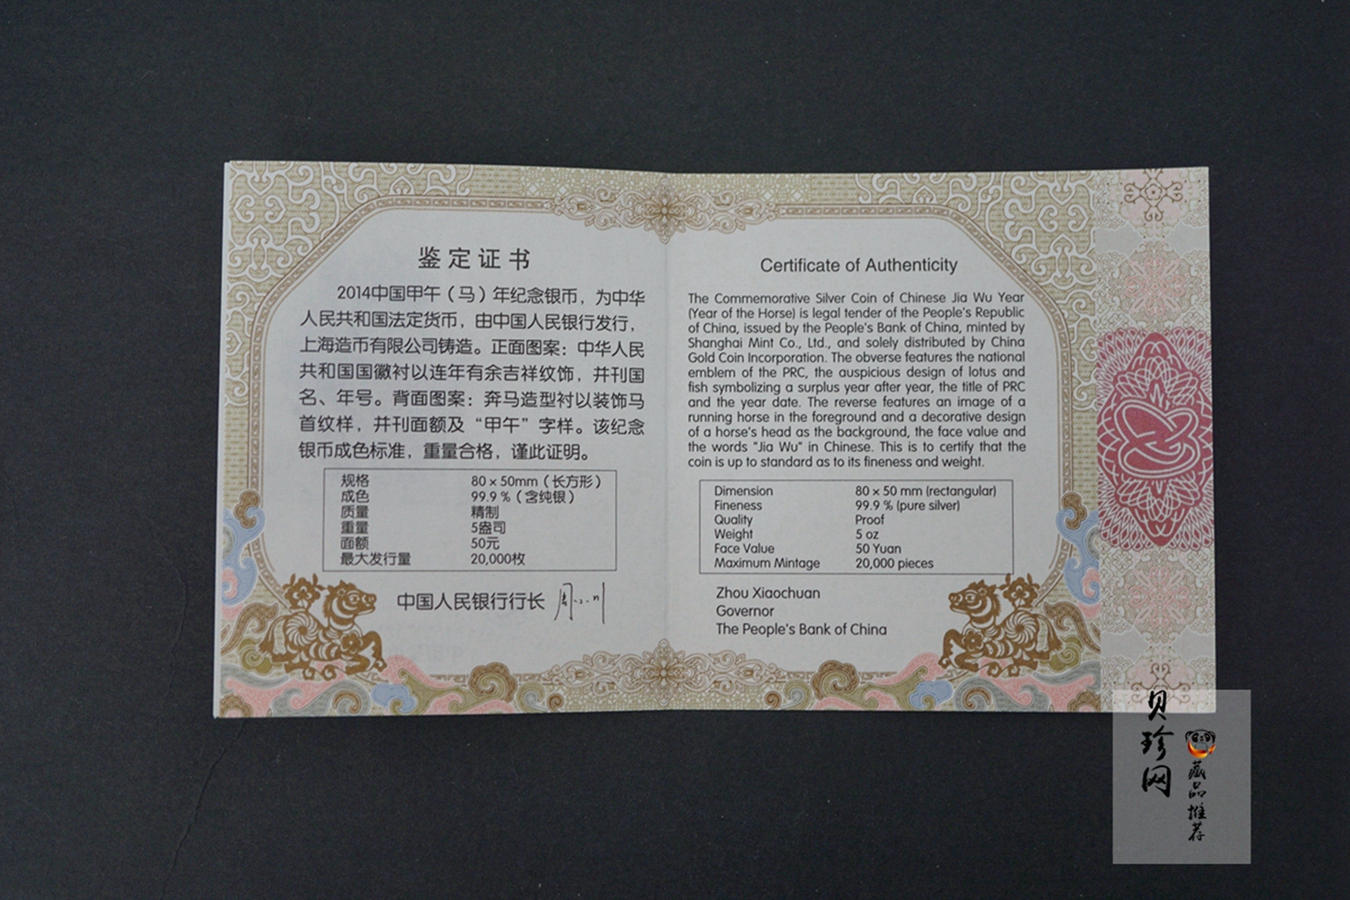 鉴定证书
2014中国甲午（马）年纪念银币，为中华
人民共和国法定货币，由中国人民银行发行，
上海造币有限公司铸造。正面图案：中华人民
共和国国徽衬以连年有余吉祥纹饰，并刊国
名、年号。背面图案：奔马造型衬以装饰马
首纹样，并刊面额及“甲午”字样。该纪念
银币成色标准，重量合格，谨此证明。
规格 80×50mm（长方形）
成色 99.9％（含纯银）
质量 精制
重量 5盎司
面额 50元
最大发行量 20,000枚
中国人民银行行长
Certificate of Authenticity
The Commemorative Silver Coin of Chinese Jia Wu Year
(Year of the Horse) is legal tender of the People's Republic
of China, issued by the People's Bank of China, minted by
Shanghai Mint Co., Ltd., and solely distributed by China
Gold Coin Incorporation. The obverse features the national
emblem of the PRC, the auspicious design of lotus and
fish symbolizing a surplus year after year, the title of PRC
and the year date. The reverse features an image of a
running horse in the foreground and a decorative design
of a horse's head as the background, the face value and
the words "Jia Wu" in Chinese. This is to certify that the
coin is up to standard as to its fineness and weight.
Dimension 80 × 50 mm (rectangular)
Fineness 99.9 % (pure silver)
Quality Proof
Weight 5 oz
Face Value 50 Yuan
Maximum Mintage 20,000 pieces
Zhou Xiaochuan
Governor
The People's Bank of China
贝珍网
藏品推荐